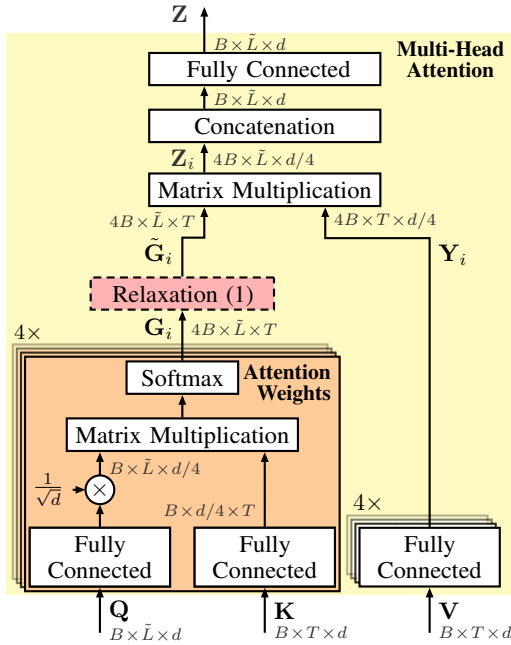 Z
B × L̃ × d
Multi-Head
Attention
Fully Connected
B × L̃ × d
Concatenation
Z_i
4B × L̃ × d/4
Matrix Multiplication
4B × L̃ × T
4B × T × d/4
G̃_i
Y_i
Relaxation (1)
G_i
4B × L̃ × T
4×
Attention
Weights
Softmax
Matrix Multiplication
B × L̃ × d/4
1/√d
×
B × d/4 × T
4×
Fully
Connected
Fully
Connected
Fully
Connected
Q
B × L̃ × d
K
B × T × d
V
B × T × d